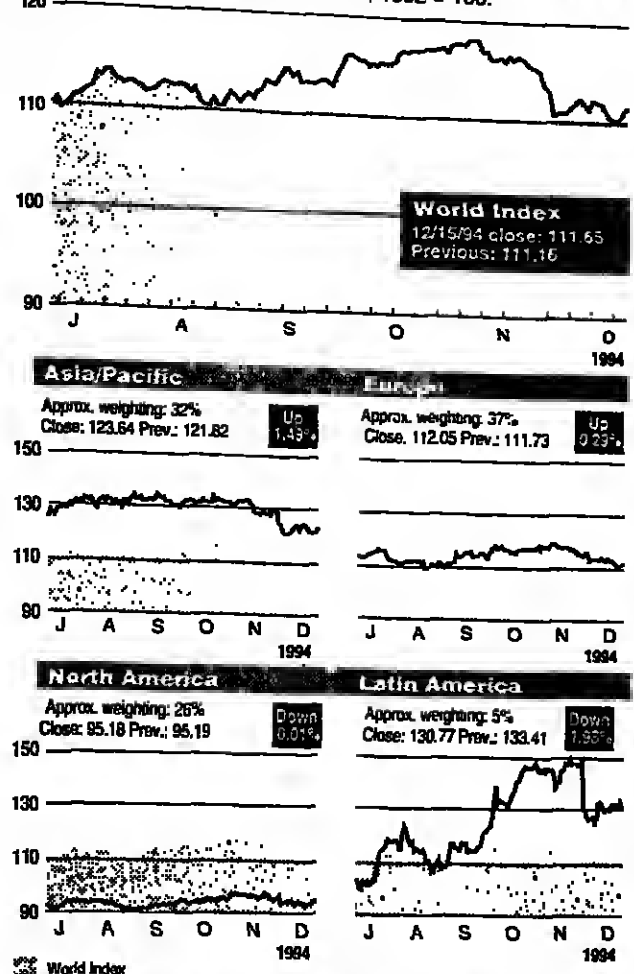 120
110
100
90
World Index
12/15/94 close: 111.65
Previous: 111.16
J A S O N D
1994
Asia/Pacific
Approx. weighting: 32%
Close: 123.64 Prev.: 121.82
Up
1.49%
150
130
110
90
J A S O N D
1994
Europe
Approx. weighting: 37%
Close. 112.05 Prev.: 111.73
Up
0.29%
J A S O N D
1994
North America
Approx. weighting: 26%
Close: 95.18 Prev.: 95.19
Down
0.01%
150
130
110
90
J A S O N D
1994
Latin America
Approx. weighting: 5%
Close: 130.77 Prev.: 133.41
Down
1.98%
J A S O N D
1994
World Index